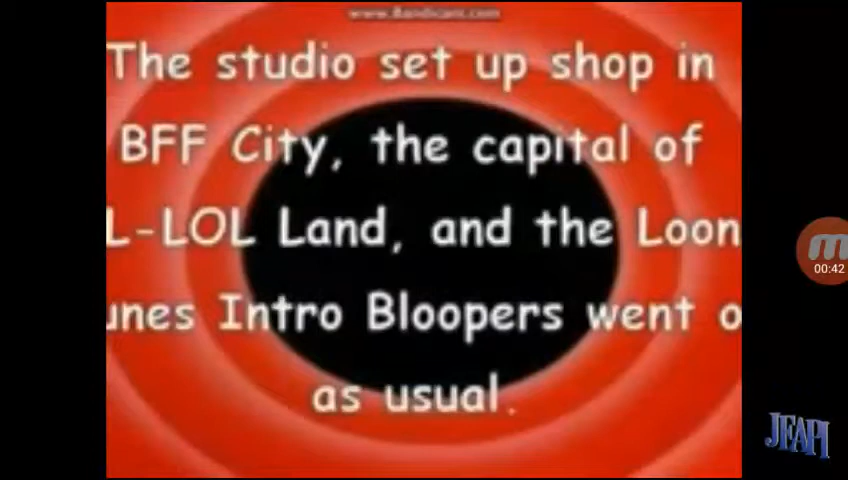 www.Bandicam.com
The studio set up shop in
BFF City, the capital of
L-LOL Land, and the Loon
unes Intro Bloopers went o
as usual.
00:42
JFAPI